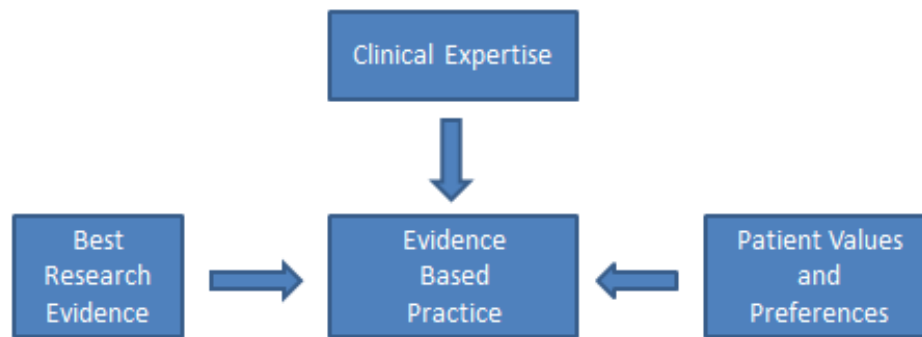 Clinical Expertise
Best
Research
Evidence
Evidence
Based
Practice
Patient Values
and
Preferences